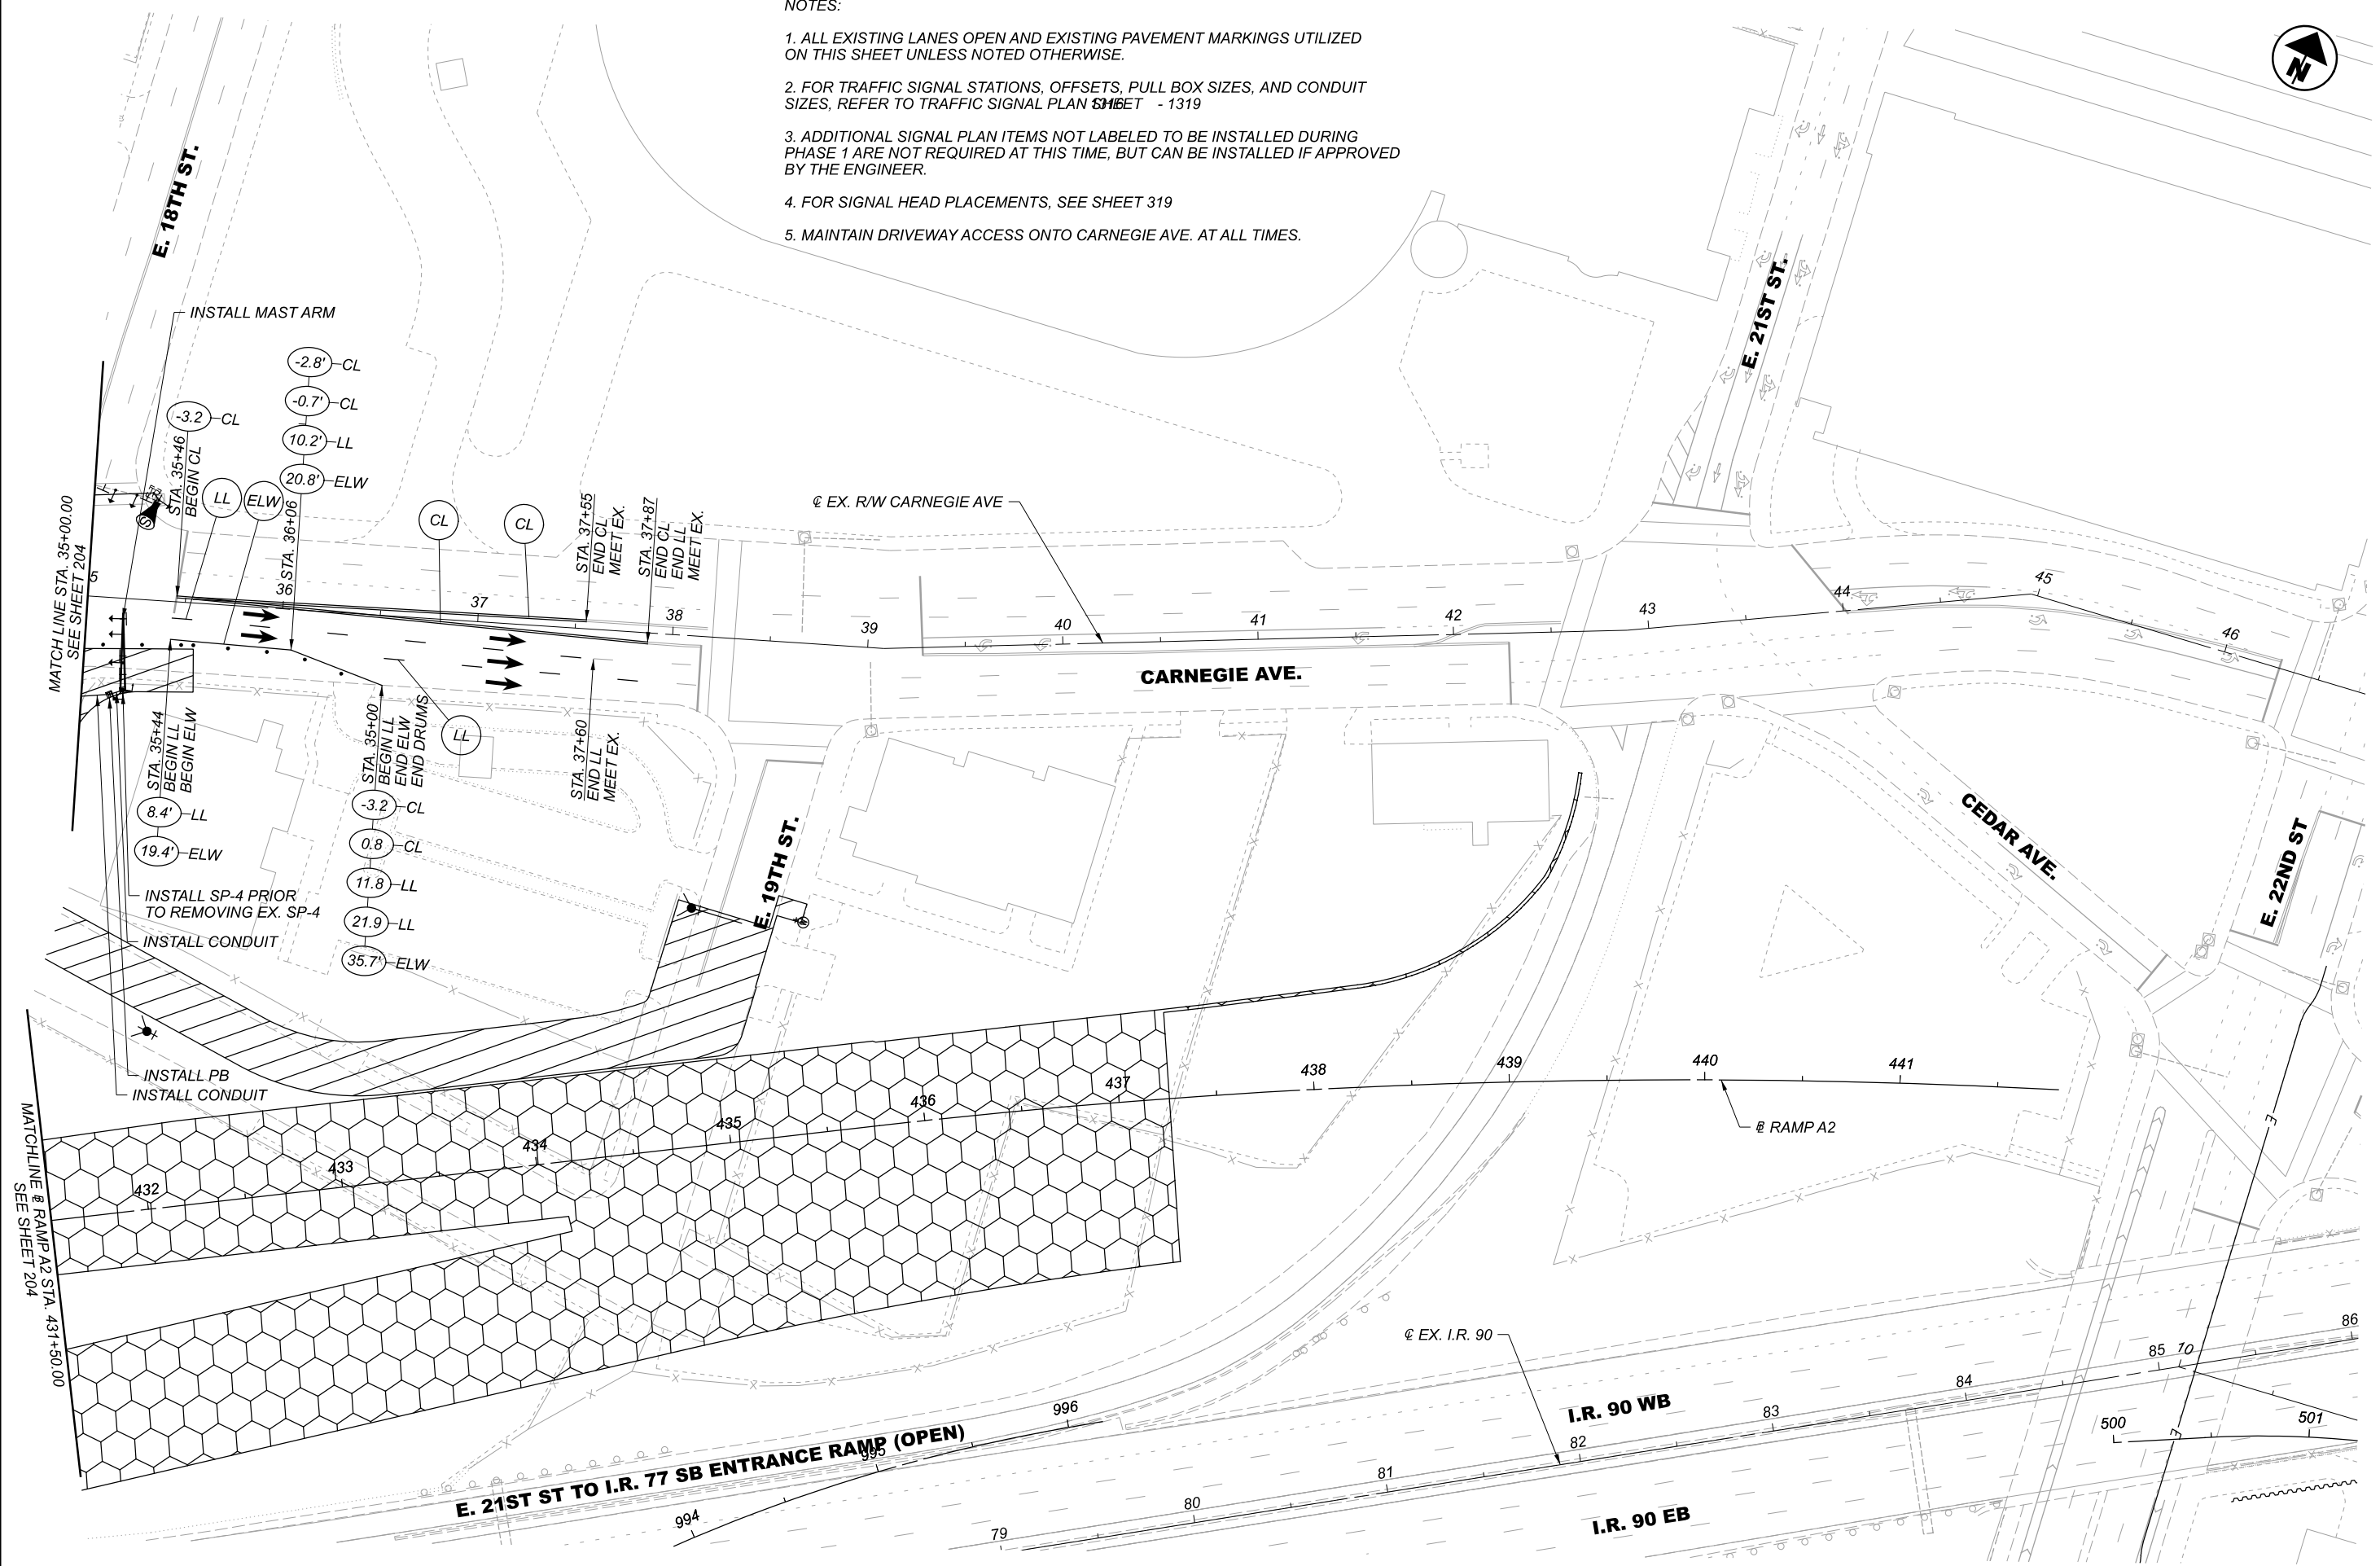 NOTES:
1. ALL EXISTING LANES OPEN AND EXISTING PAVEMENT MARKINGS UTILIZED
ON THIS SHEET UNLESS NOTED OTHERWISE.
2. FOR TRAFFIC SIGNAL STATIONS, OFFSETS, PULL BOX SIZES, AND CONDUIT
SIZES, REFER TO TRAFFIC SIGNAL PLAN SHEET 1316 - 1319
3. ADDITIONAL SIGNAL PLAN ITEMS NOT LABELED TO BE INSTALLED DURING
PHASE 1 ARE NOT REQUIRED AT THIS TIME, BUT CAN BE INSTALLED IF APPROVED
BY THE ENGINEER.
4. FOR SIGNAL HEAD PLACEMENTS, SEE SHEET 319
5. MAINTAIN DRIVEWAY ACCESS ONTO CARNEGIE AVE. AT ALL TIMES.
N
E. 18TH ST.
E. 21ST ST.
INSTALL MAST ARM
-2.8' CL
-0.7' CL
10.2' LL
20.8' ELW
STA. 36+06
-3.2 CL
STA. 35+46
BEGIN CL
LL
ELW
CL
CL
STA. 37+55
END CL
MEET EX.
STA. 37+87
END CL
END LL
MEET EX.
℄ EX. R/W CARNEGIE AVE
MATCH LINE STA. 35+00.00
SEE SHEET 204
5
36
37
38
39
40
41
42
43
44
45
46
CARNEGIE AVE.
STA. 35+44
BEGIN LL
BEGIN ELW
8.4' LL
19.4' ELW
STA. 35+00
BEGIN LL
END ELW
END DRUMS
-3.2 CL
0.8 CL
11.8 LL
21.9 LL
35.7' ELW
LL
STA. 37+60
END LL
MEET EX.
E. 19TH ST.
CEDAR AVE.
E. 22ND ST
INSTALL SP-4 PRIOR
TO REMOVING EX. SP-4
INSTALL CONDUIT
INSTALL PB
INSTALL CONDUIT
MATCHLINE ℄ RAMP A2 STA. 431+50.00
SEE SHEET 204
432
433
434
435
436
437
438
439
440
441
RAMP A2
E
E
℄ EX. I.R. 90
I.R. 90 WB
I.R. 90 EB
E. 21ST ST TO I.R. 77 SB ENTRANCE RAMP (OPEN)
994
995
996
79
80
81
82
83
84
85
86
10
500
501